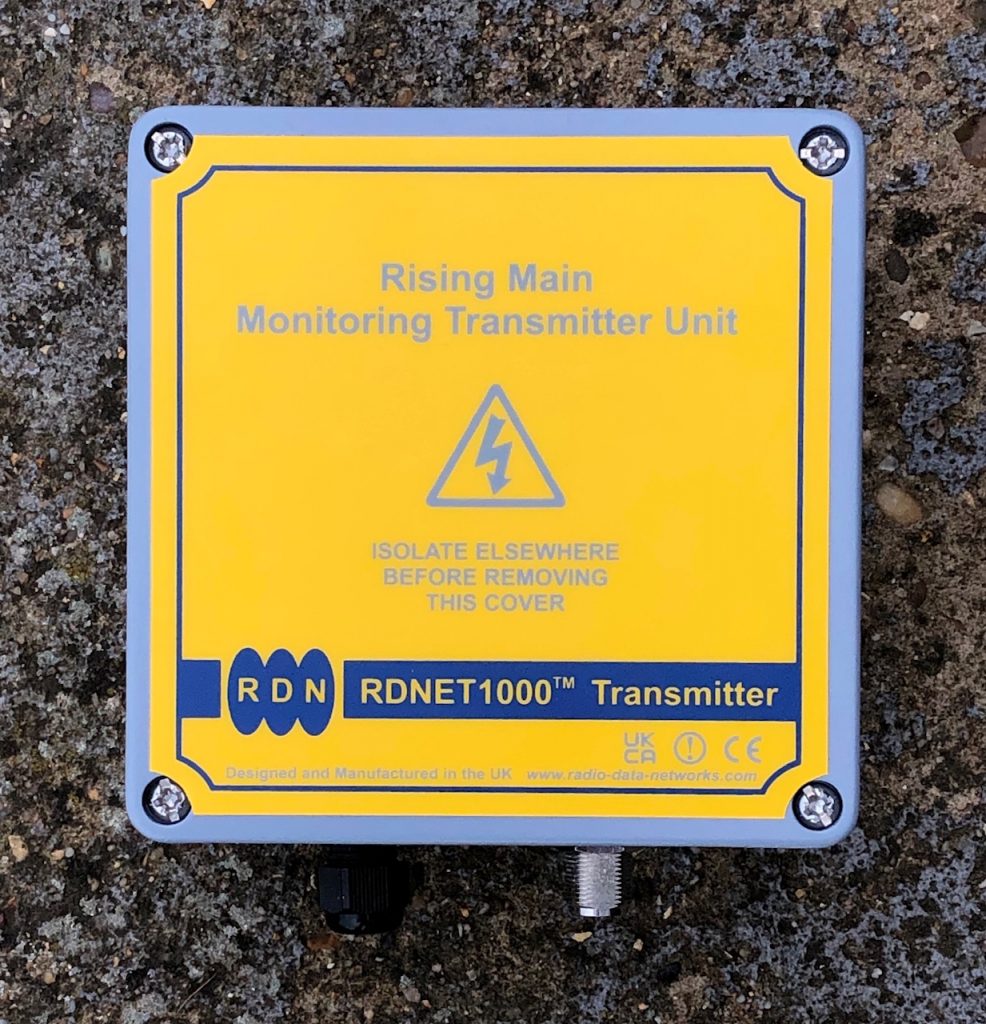 Rising Main
Monitoring Transmitter Unit
ISOLATE ELSEWHERE
BEFORE REMOVING
THIS COVER
RDN RDNET1000™ Transmitter
UK
CA CE
Designed and Manufactured in the UK www.radio-data-networks.com